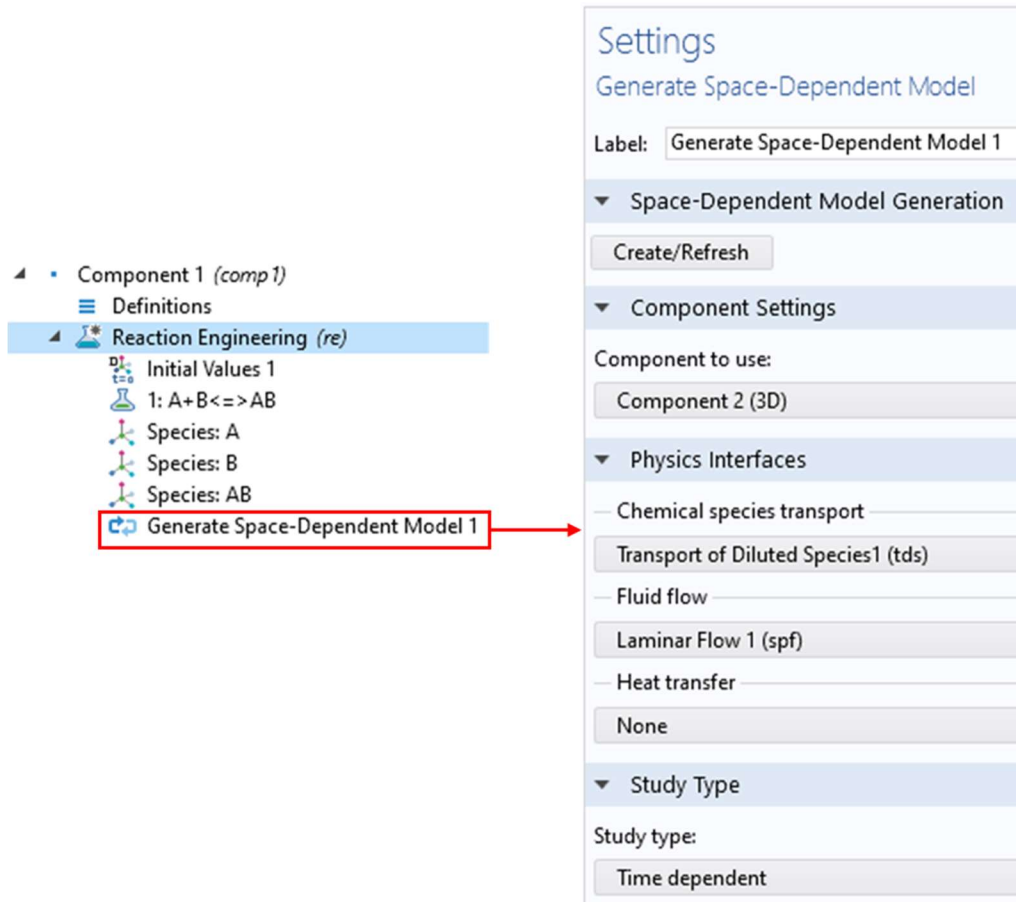 Component 1 (comp1)
Definitions
Reaction Engineering (re)
Initial Values 1
1: A+B<=>AB
Species: A
Species: B
Species: AB
Generate Space-Dependent Model 1
Settings
Generate Space-Dependent Model
Label: Generate Space-Dependent Model 1
Space-Dependent Model Generation
Create/Refresh
Component Settings
Component to use:
Component 2 (3D)
Physics Interfaces
Chemical species transport
Transport of Diluted Species1 (tds)
Fluid flow
Laminar Flow 1 (spf)
Heat transfer
None
Study Type
Study type:
Time dependent